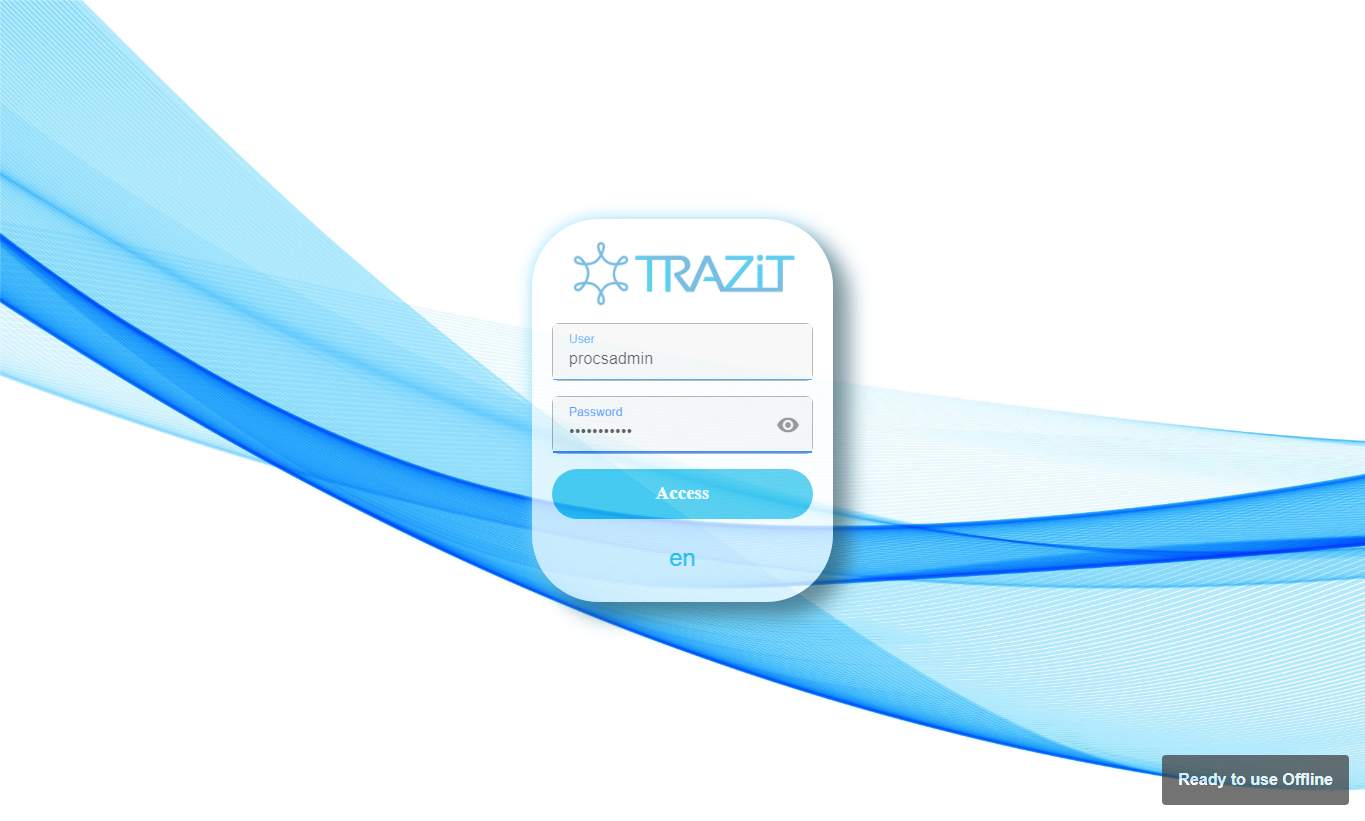 TRAZiT
User
procsadmin
Password
•••••••••••
Access
en
Ready to use Offline